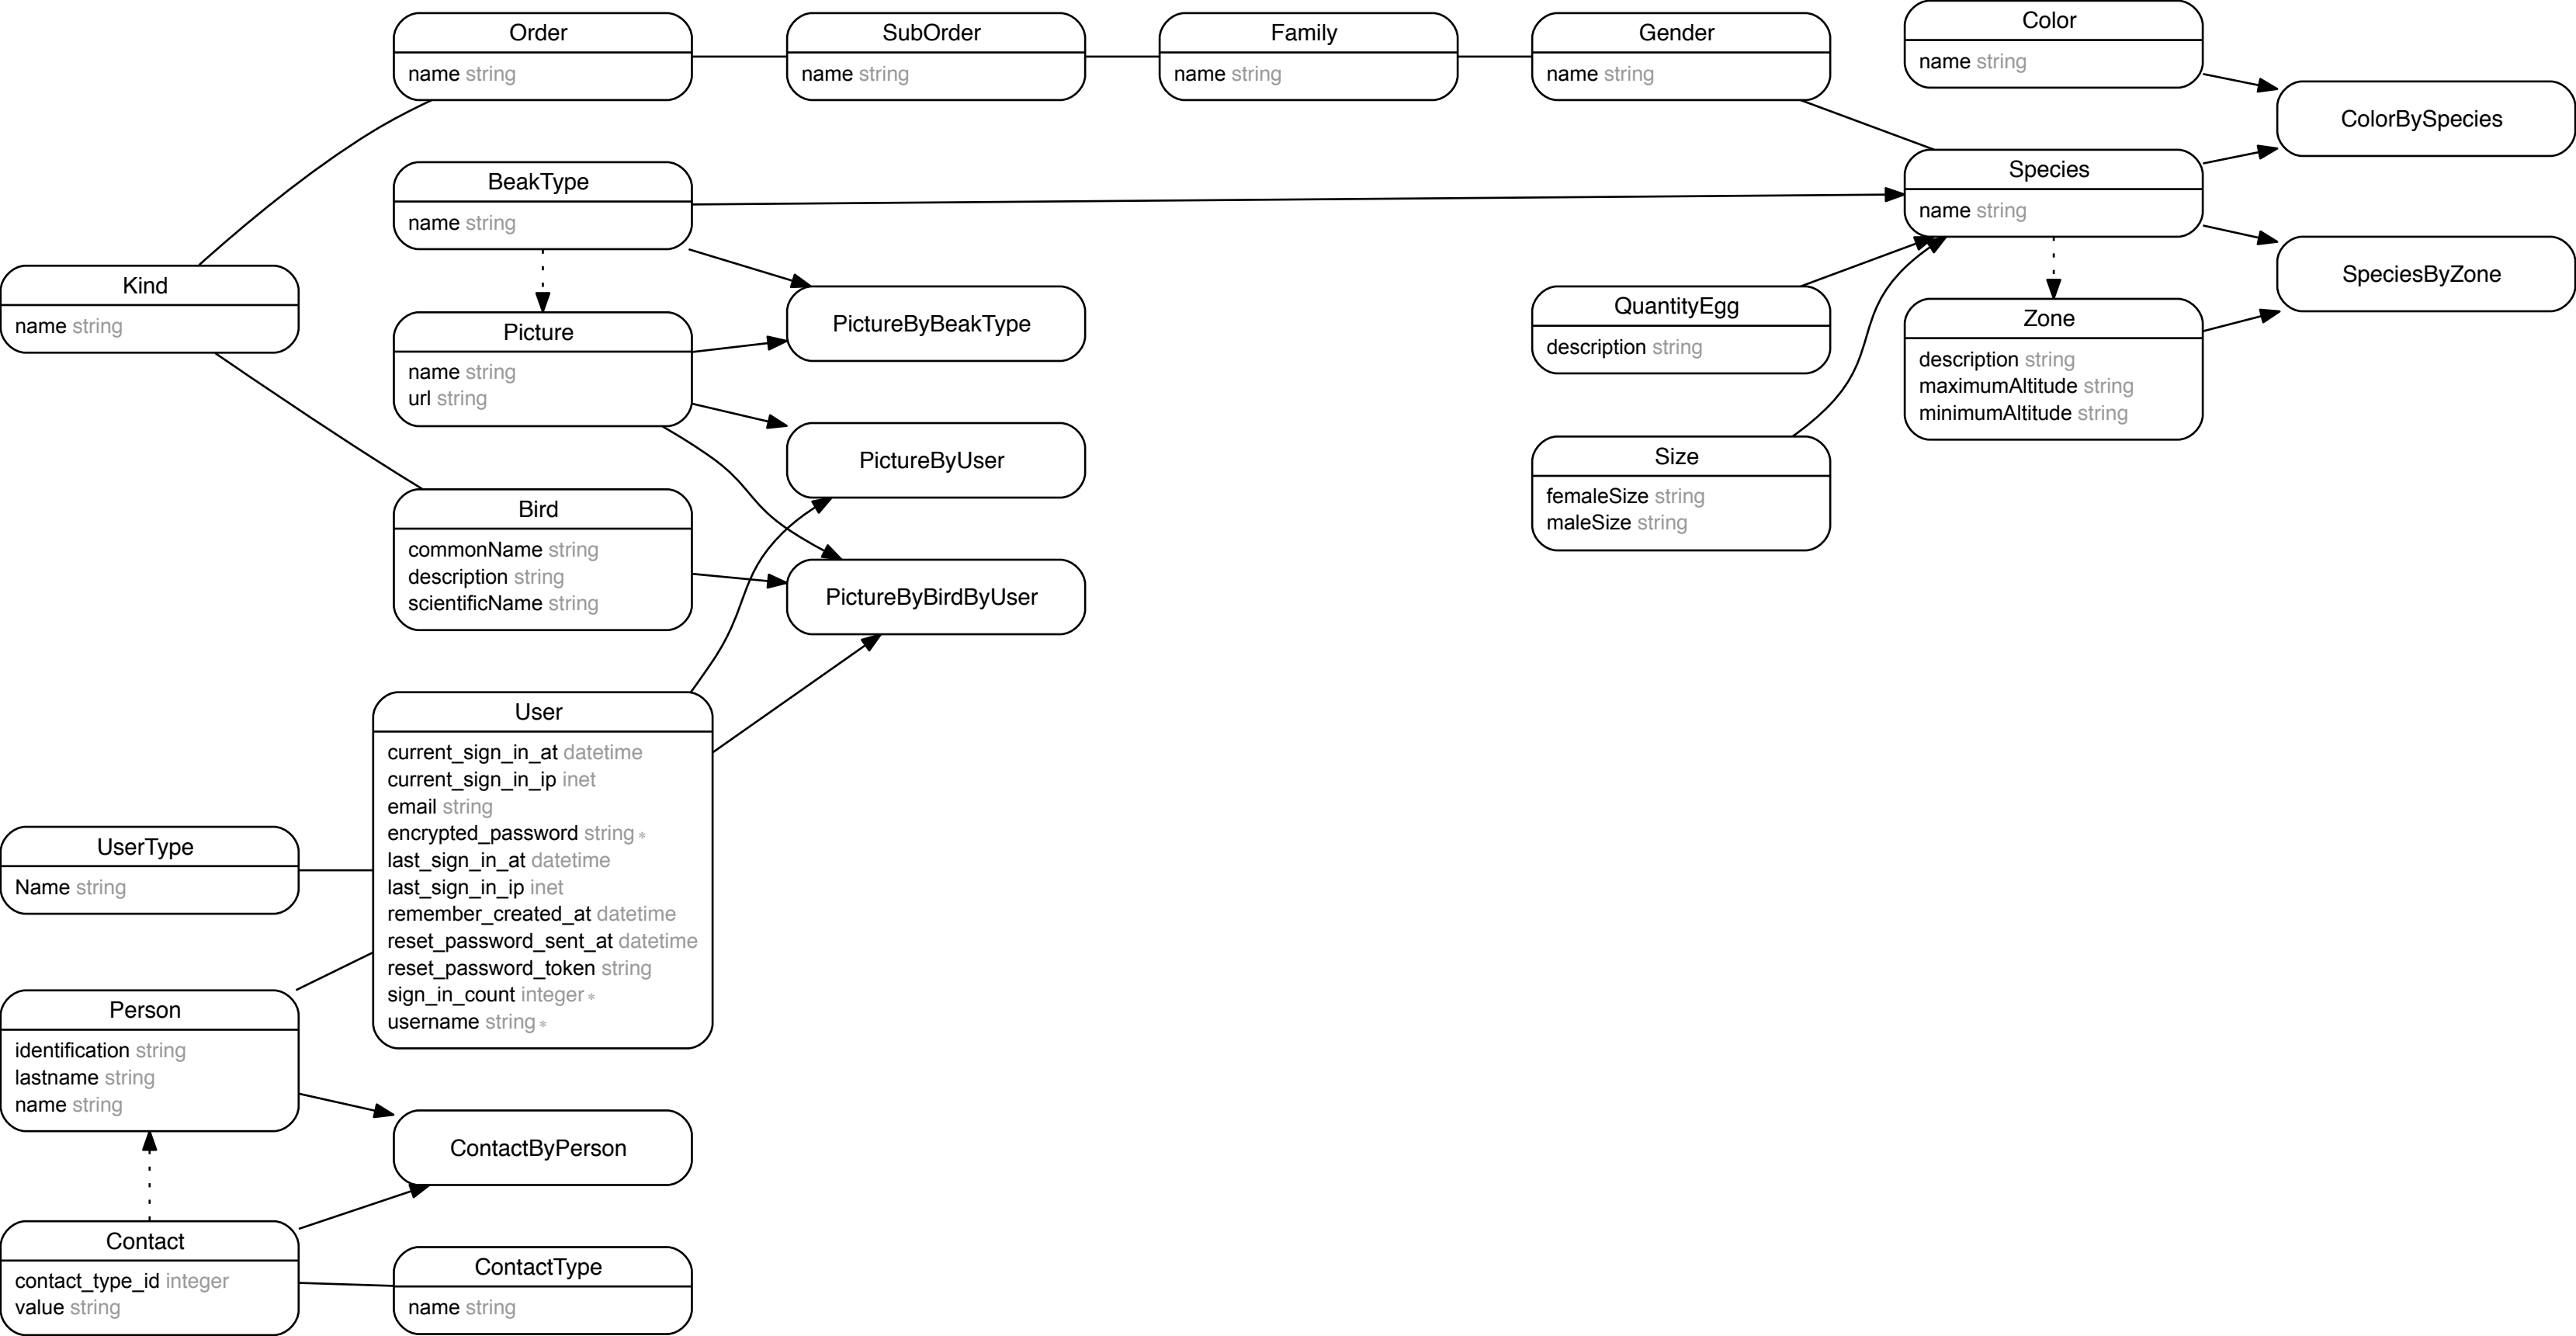 Order
name string
SubOrder
name string
Family
name string
Gender
name string
Color
name string
ColorBySpecies
BeakType
name string
Species
name string
SpeciesByZone
Kind
name string
Picture
name string
url string
PictureByBeakType
QuantityEgg
description string
Zone
description string
maximumAltitude string
minimumAltitude string
PictureByUser
Size
femaleSize string
maleSize string
Bird
commonName string
description string
scientificName string
PictureByBirdByUser
User
current_sign_in_at datetime
current_sign_in_ip inet
email string
encrypted_password string *
last_sign_in_at datetime
last_sign_in_ip inet
remember_created_at datetime
reset_password_sent_at datetime
reset_password_token string
sign_in_count integer *
username string *
UserType
Name string
Person
identification string
lastname string
name string
ContactByPerson
Contact
contact_type_id integer
value string
ContactType
name string